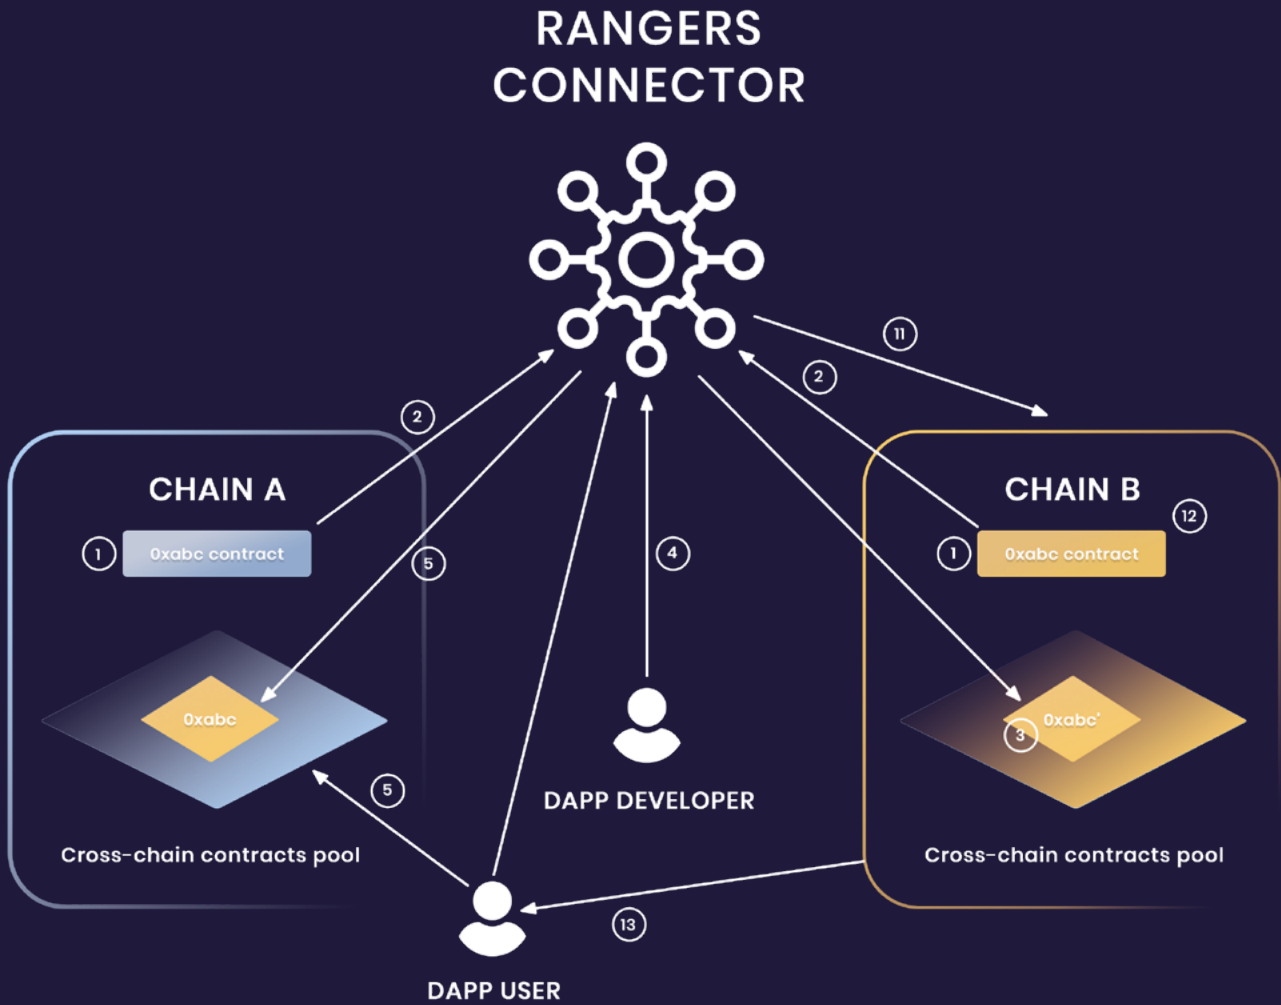 RANGERS
CONNECTOR
11
2
2
CHAIN A
CHAIN B
12
1
0xabc contract
5
4
1
0xabc contract
0xabc
0xabc'
3
5
DAPP DEVELOPER
Cross-chain contracts pool
Cross-chain contracts pool
13
DAPP USER